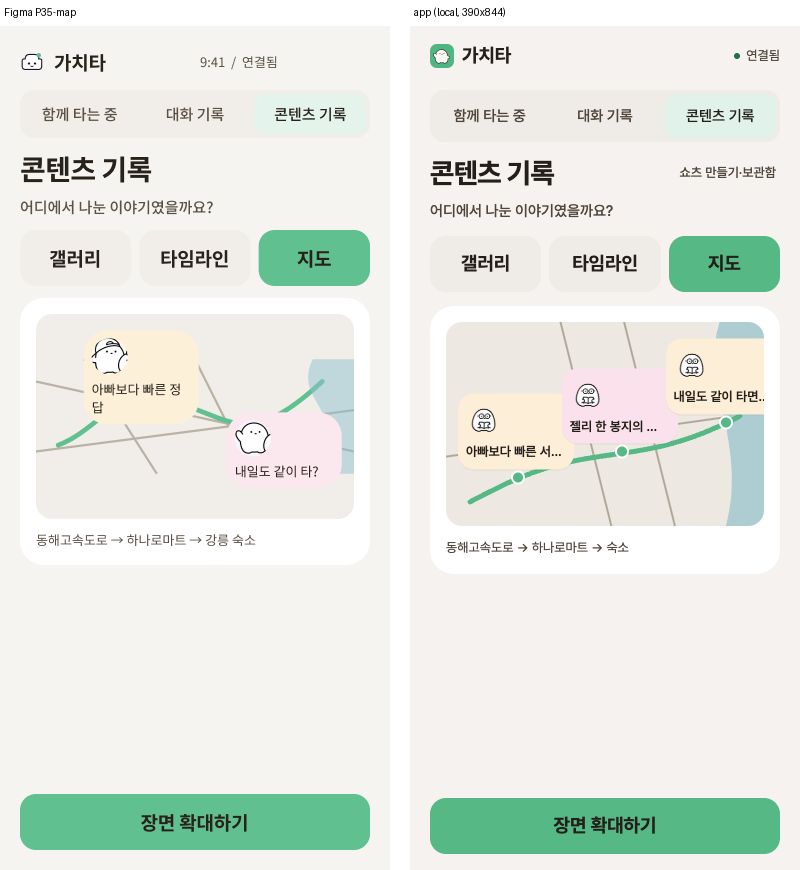 Figma P35-map
가치타
9:41 / 연결됨
함께 타는 중
대화 기록
콘텐츠 기록
콘텐츠 기록
어디에서 나눈 이야기였을까요?
갤러리
타임라인
지도
아빠보다 빠른 정
답
내일도 같이 타?
동해고속도로 → 하나로마트 → 강릉 숙소
장면 확대하기
app (local, 390x844)
가치타
연결됨
함께 타는 중
대화 기록
콘텐츠 기록
콘텐츠 기록
쇼츠 만들기·보관함
어디에서 나눈 이야기였을까요?
갤러리
타임라인
지도
내일도 같이 타면...
젤리 한 봉지의 ...
아빠보다 빠른 서...
동해고속도로 → 하나로마트 → 숙소
장면 확대하기